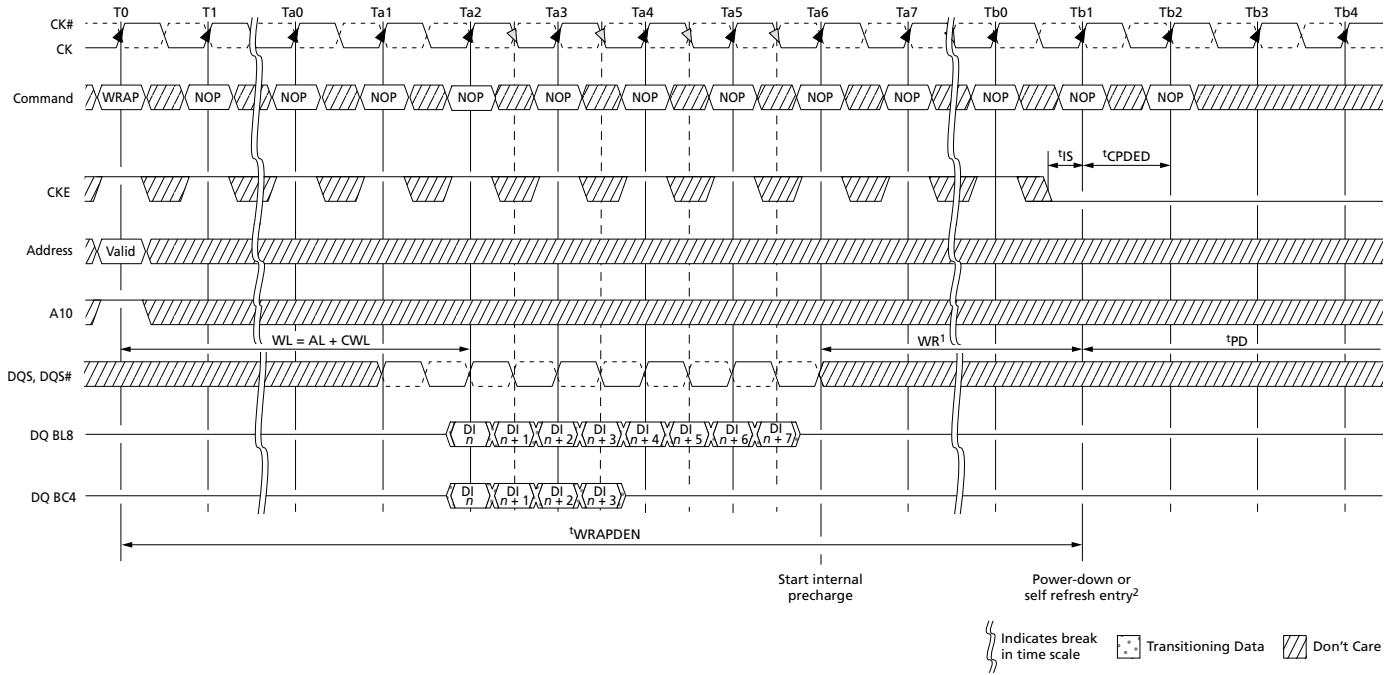 T0 T1 Ta0 Ta1 Ta2 Ta3 Ta4 Ta5 Ta6 Ta7 Tb0 Tb1 Tb2 Tb3 Tb4
CK#
CK
Command WRAP NOP NOP NOP NOP NOP NOP NOP NOP NOP NOP NOP NOP
tIS tCPDED
CKE
Address Valid
A10
WL = AL + CWL WR1 tPD
DQS, DQS#
DQ BL8 DI n DI n + 1 DI n + 2 DI n + 3 DI n + 4 DI n + 5 DI n + 6 DI n + 7
DQ BC4 DI n DI n + 1 DI n + 2 DI n + 3
tWRAPDEN
Start internal
precharge
Power-down or
self refresh entry2
Indicates break
in time scale
Transitioning Data
Don't Care